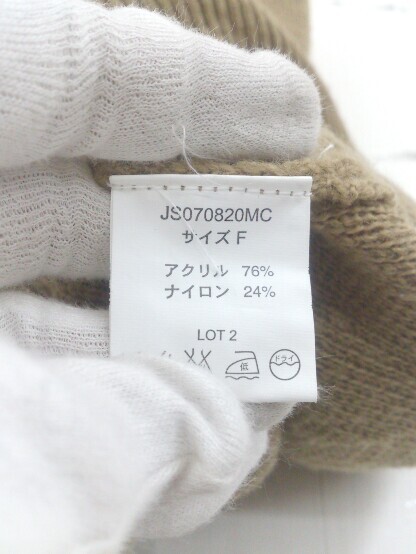 JS070820MC
サイズ F
アクリル 76%
ナイロン 24%
LOT 2
低 ドライ